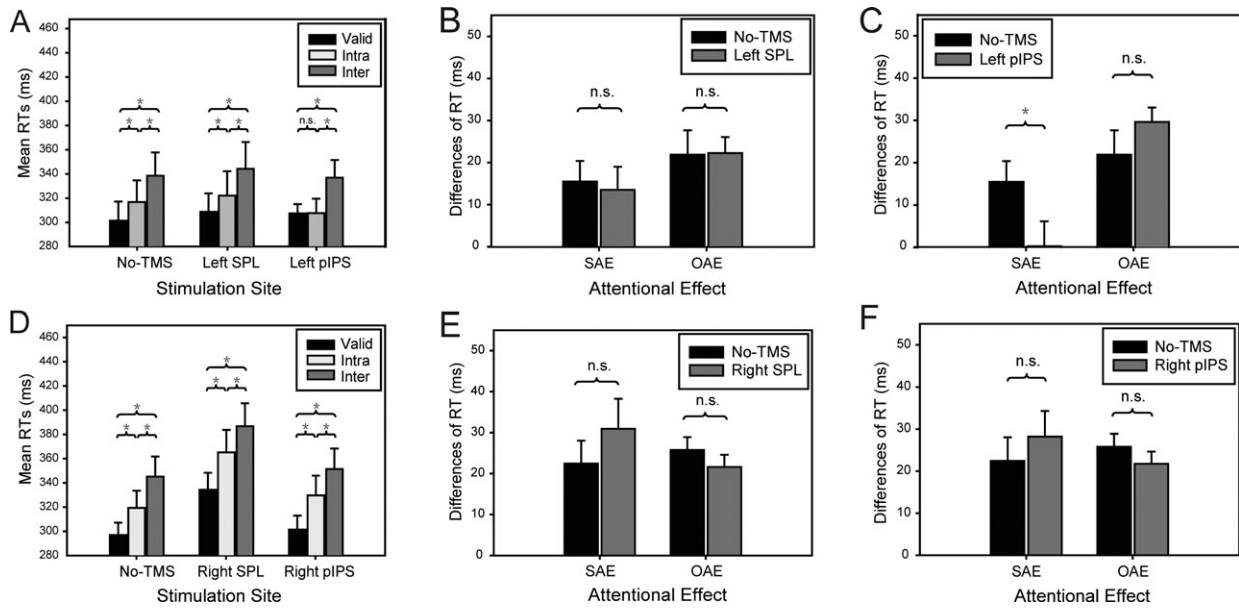 A
Mean RTs (ms)
460
440
420
400
380
360
340
320
300
280
Valid
Intra
Inter
*
* *
*
* *
*
n.s. *
No-TMS Left SPL Left pIPS
Stimulation Site
B
Differences of RT (ms)
50
40
30
20
10
0
No-TMS
Left SPL
n.s.
n.s.
SAE OAE
Attentional Effect
C
Differences of RT (ms)
50
40
30
20
10
0
No-TMS
Left pIPS
*
n.s.
SAE OAE
Attentional Effect
D
Mean RTs (ms)
460
440
420
400
380
360
340
320
300
280
Valid
Intra
Inter
*
* *
*
* *
*
* *
No-TMS Right SPL Right pIPS
Stimulation Site
E
Differences of RT (ms)
50
40
30
20
10
0
No-TMS
Right SPL
n.s.
n.s.
SAE OAE
Attentional Effect
F
Differences of RT (ms)
50
40
30
20
10
0
No-TMS
Right pIPS
n.s.
n.s.
SAE OAE
Attentional Effect